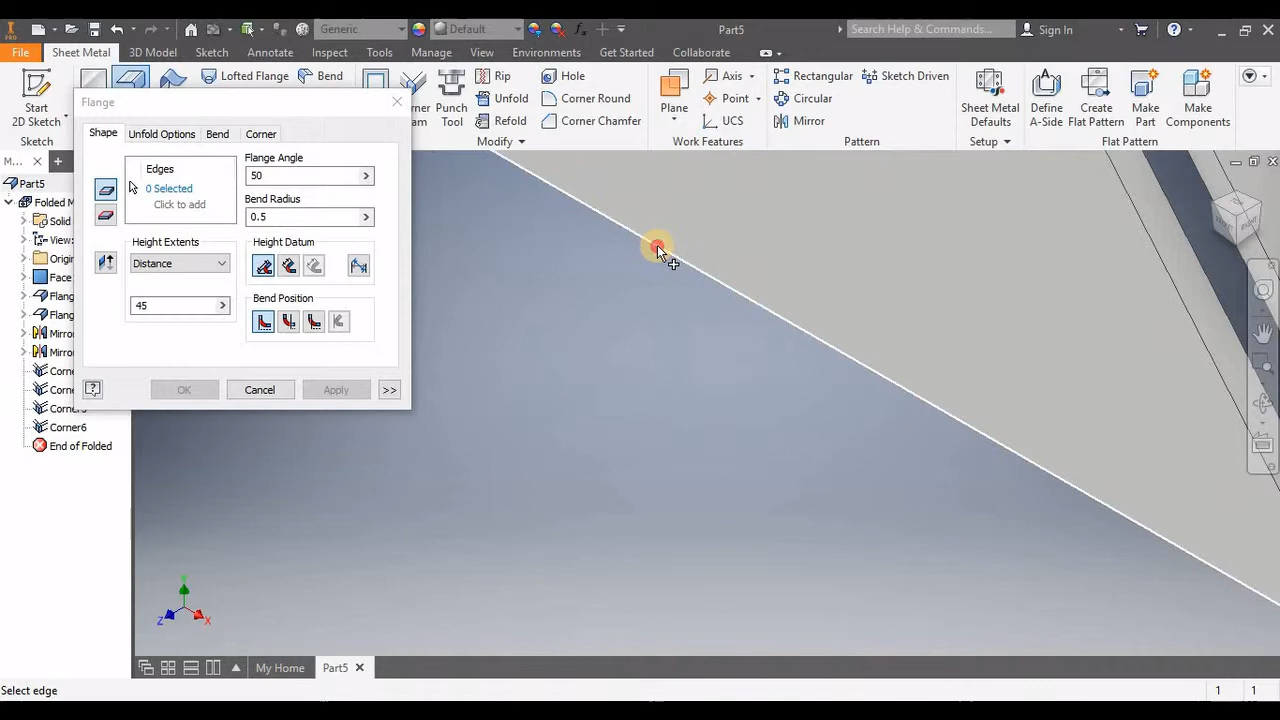 PRO
Generic
Default
Part5
Search Help & Commands...
Sign In
File
Sheet Metal
3D Model
Sketch
Annotate
Inspect
Tools
Manage
View
Environments
Get Started
Collaborate
Start
2D Sketch
Sketch
Lofted Flange
Bend
Punch
Tool
Rip
Unfold
Refold
Hole
Corner Round
Corner Chamfer
Modify
Plane
Axis
Point
UCS
Work Features
Rectangular
Sketch Driven
Circular
Mirror
Pattern
Sheet Metal
Defaults
Setup
Define
A-Side
Create
Flat Pattern
Make
Part
Make
Components
Flat Pattern
Flange
Shape
Unfold Options
Bend
Corner
Edges
0 Selected
Click to add
Flange Angle
50
Bend Radius
0.5
Height Extents
Distance
45
Height Datum
Bend Position
OK
Cancel
Apply
>>
M...
Part5
Folded M
Solid
View:
Origi
Face
Flang
Flang
Mirro
Mirro
Corne
Corne
Corner5
Corner6
End of Folded
Y
Z
X
My Home
Part5
Select edge
1
1